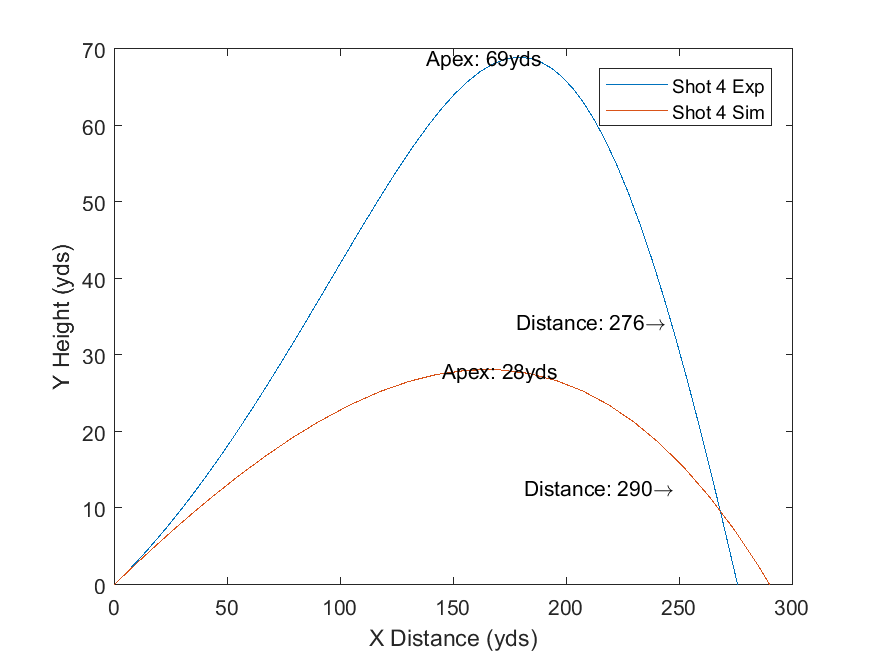 70
Apex: 69yds
Shot 4 Exp
Shot 4 Sim
60
50
40
Distance: 276→
30
Apex: 28yds
20
Distance: 290→
10
0
0 50 100 150 200 250 300
Y Height (yds)
X Distance (yds)